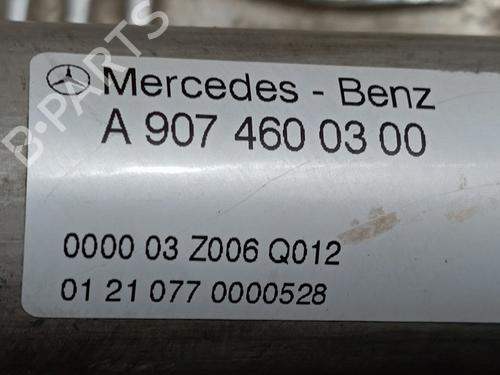 Mercedes - Benz
A 907 460 03 00
0000 03 Z006 Q012
01 21 077 0000528
B-PARTS